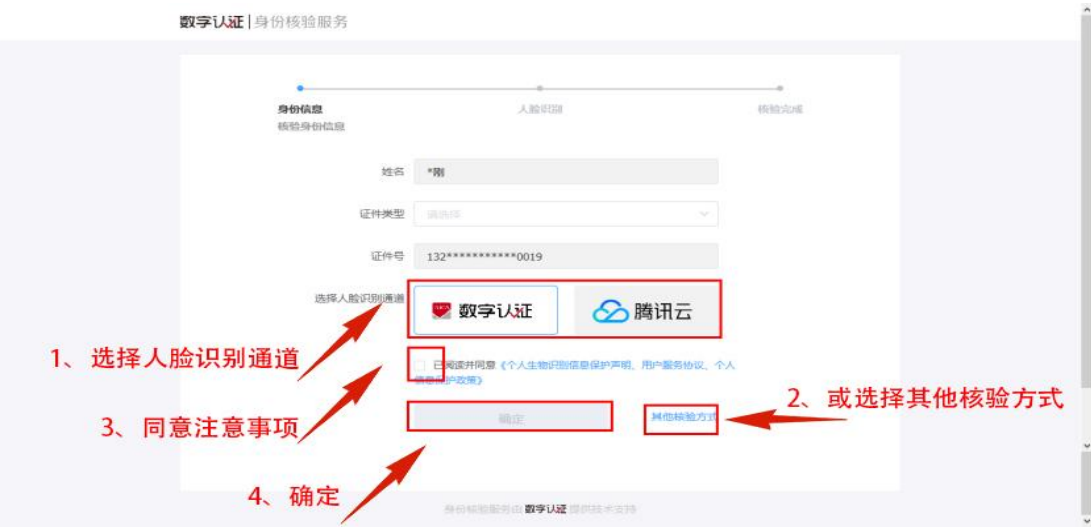 数字认证 | 身份核验服务
身份信息
核验身份信息
人脸识别
核验完成
姓名 *刚
证件类型 请选择
证件号 132***********0019
选择人脸识别通道
数字认证
腾讯云
1、选择人脸识别通道
已阅读并同意《个人生物识别信息保护声明、用户服务协议、个人
信息保护政策》
2、或选择其他核验方式
3、同意注意事项
确定
其他核验方式
4、确定
身份核验服务由 数字认证 提供技术支持